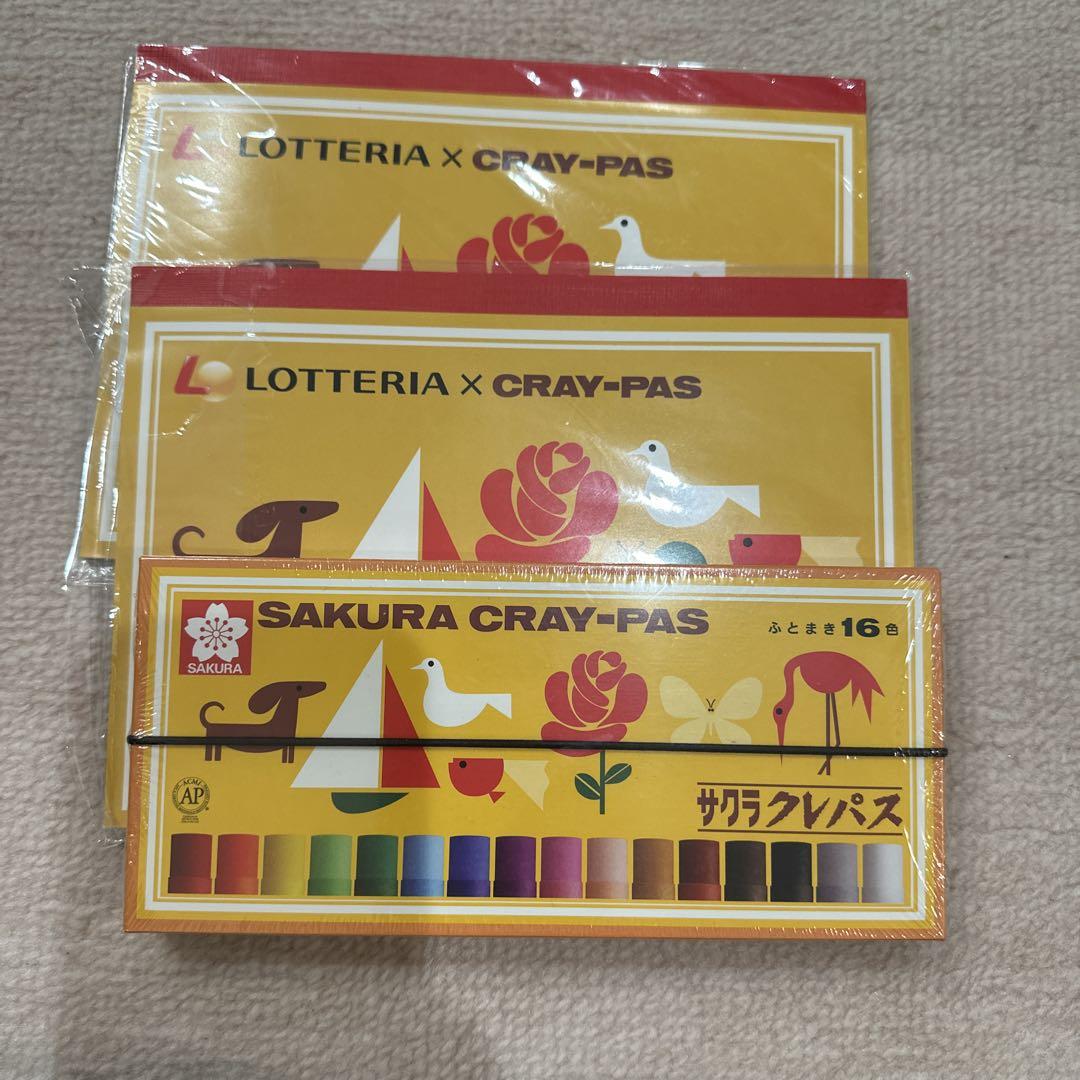 L LOTTERIA × CRAY-PAS
L LOTTERIA × CRAY-PAS
SAKURA CRAY-PAS
ふとまき16色
SAKURA
ACMI
AP
サクラクレパス